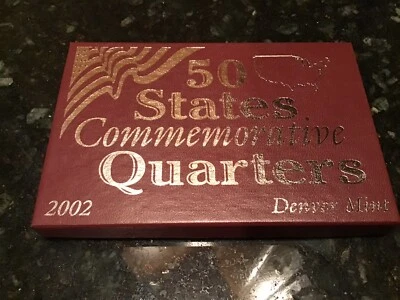 50
States
Commemorative
Quarters
2002 Denver Mint